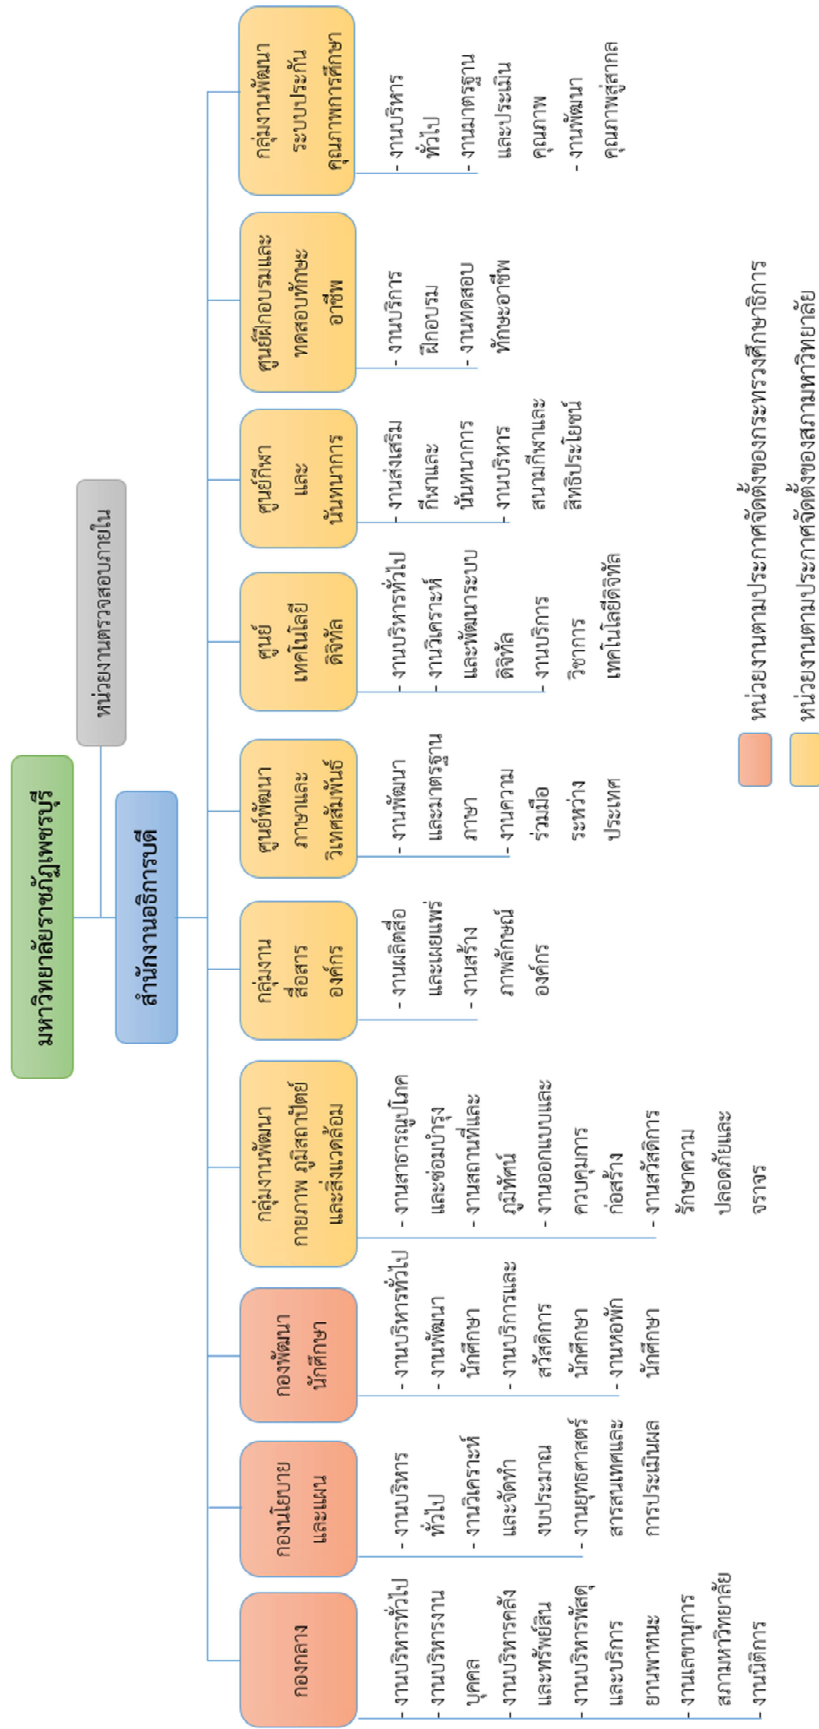 มหาวิทยาลัยราชภัฏเพชรบุรี
หน่วยงานตรวจสอบภายใน
สำนักงานอธิการบดี
กองกลาง
- งานบริหารทั่วไป
- งานบริหารงาน
บุคคล
- งานบริหารคลัง
และทรัพย์สิน
- งานบริหารพัสดุ
และบริการ
ยานพาหนะ
- งานเลขานุการ
สภามหาวิทยาลัย
- งานนิติการ
กองนโยบาย
และแผน
- งานบริหาร
ทั่วไป
- งานวิเคราะห์
และจัดทำ
งบประมาณ
- งานยุทธศาสตร์
สารสนเทศและ
การประเมินผล
กองพัฒนา
นักศึกษา
- งานบริหารทั่วไป
- งานพัฒนา
นักศึกษา
- งานบริการและ
สวัสดิการ
นักศึกษา
- งานหอพัก
นักศึกษา
กลุ่มงานพัฒนา
กายภาพ ภูมิสถาปัตย์
และสิ่งแวดล้อม
- งานสาธารณูปโภค
และซ่อมบำรุง
- งานสถานที่และ
ภูมิทัศน์
- งานออกแบบและ
ควบคุมการ
ก่อสร้าง
- งานสวัสดิการ
รักษาความ
ปลอดภัยและ
จราจร
กลุ่มงาน
สื่อสาร
องค์กร
- งานผลิตสื่อ
และเผยแพร่
- งานสร้าง
ภาพลักษณ์
องค์กร
ศูนย์พัฒนา
ภาษาและ
วิเทศสัมพันธ์
- งานพัฒนา
และมาตรฐาน
ภาษา
- งานความ
ร่วมมือ
ระหว่าง
ประเทศ
ศูนย์
เทคโนโลยี
ดิจิทัล
- งานบริหารทั่วไป
- งานวิเคราะห์
และพัฒนาระบบ
ดิจิทัล
- งานบริการ
วิชาการ
เทคโนโลยีดิจิทัล
ศูนย์กีฬา
และ
นันทนาการ
- งานส่งเสริม
กีฬาและ
นันทนาการ
- งานบริหาร
สนามกีฬาและ
สิทธิประโยชน์
ศูนย์ฝึกอบรมและ
ทดสอบทักษะ
อาชีพ
- งานบริการ
ฝึกอบรม
- งานทดสอบ
ทักษะอาชีพ
กลุ่มงานพัฒนา
ระบบประกัน
คุณภาพการศึกษา
- งานบริหาร
ทั่วไป
- งานมาตรฐาน
และประเมิน
คุณภาพ
- งานพัฒนา
คุณภาพสู่สากล
หน่วยงานตามประกาศจัดตั้งของกระทรวงศึกษาธิการ
หน่วยงานตามประกาศจัดตั้งของสภามหาวิทยาลัย